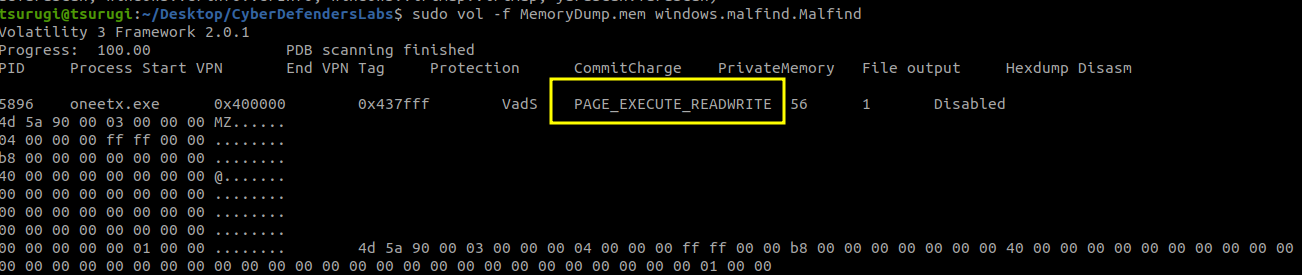 tsurugi@tsurugi:~/Desktop/CyberDefendersLabs$ sudo vol -f MemoryDump.mem windows.malfind.Malfind
Volatility 3 Framework 2.0.1
Progress:  100.00               PDB scanning finished
PID     Process Start VPN       End VPN Tag     Protection      CommitCharge    PrivateMemory   File output     Hexdump Disasm
5896    oneetx.exe      0x400000        0x437fff        VadS    PAGE_EXECUTE_READWRITE  56      1       Disabled
4d 5a 90 00 03 00 00 00 MZ......
04 00 00 00 ff ff 00 00 ........
b8 00 00 00 00 00 00 00 ........
40 00 00 00 00 00 00 00 @.......
00 00 00 00 00 00 00 00 ........
00 00 00 00 00 00 00 00 ........
00 00 00 00 00 00 00 00 ........
00 00 00 00 01 00 00 00 ........        4d 5a 90 00 03 00 00 00 04 00 00 00 ff ff 00 00 b8 00 00 00 00 00 00 00 40 00 00 00 00 00 00 00 00 00
00 00 00 00 00 00 00 00 00 00 00 00 00 00 00 00 00 00 00 00 00 00 00 00 00 00 01 00 00